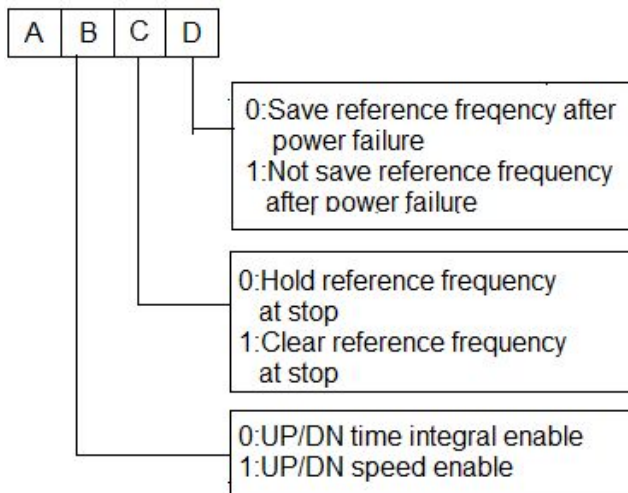 A B C D
0:Save reference freqency after
power failure
1:Not save reference frequency
after power failure
0:Hold reference frequency
at stop
1:Clear reference frequency
at stop
0:UP/DN time integral enable
1:UP/DN speed enable